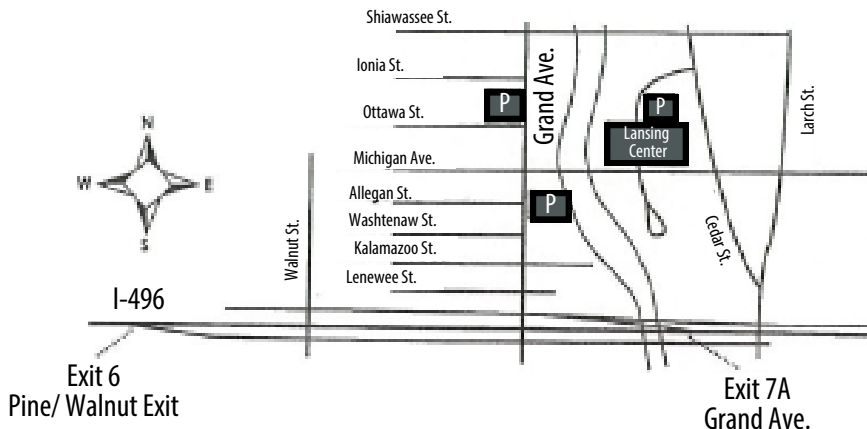 Shiawassee St.
Ionia St.
P
Grand Ave.
P
Ottawa St.
Lansing
Center
Larch St.
N
Michigan Ave.
W
E
Allegan St.
P
Washtenaw St.
S
Walnut St.
Kalamazoo St.
Cedar St.
Lenewee St.
I-496
Exit 6
Pine/ Walnut Exit
Exit 7A
Grand Ave.